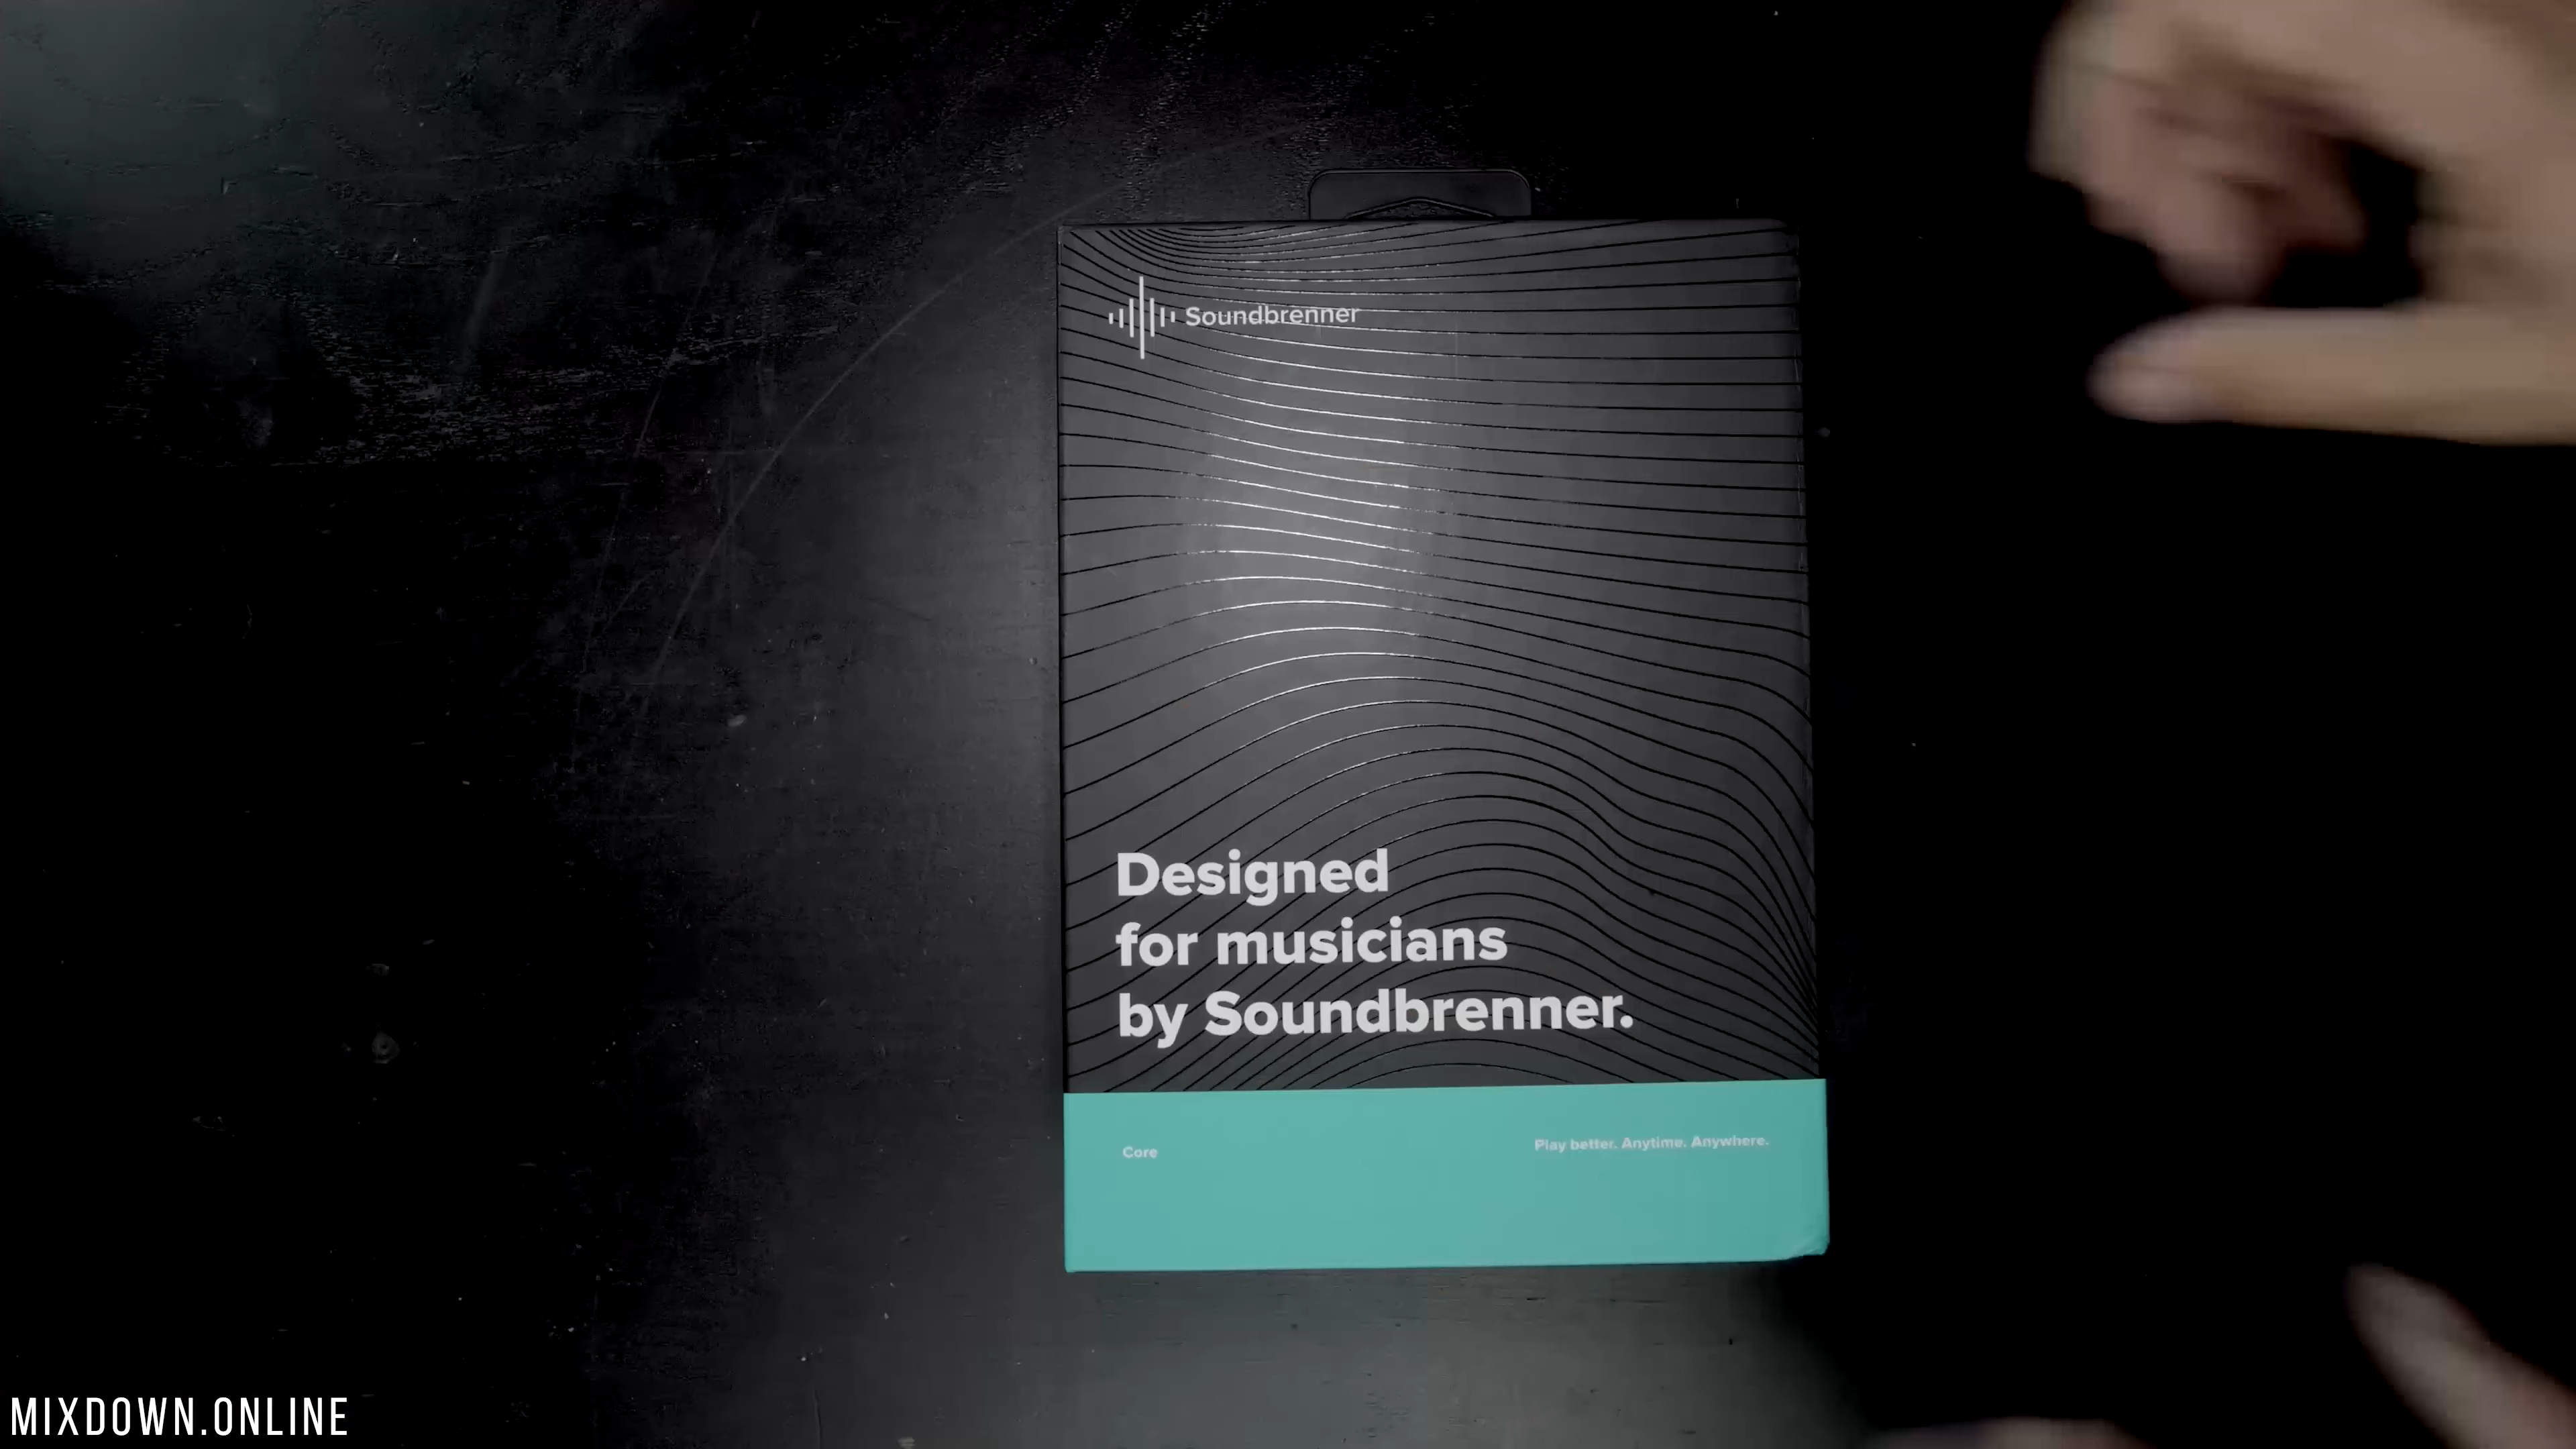 Soundbrenner
Designed
for musicians
by Soundbrenner.
Core
Play better. Anytime. Anywhere.
MIXDOWN.ONLINE